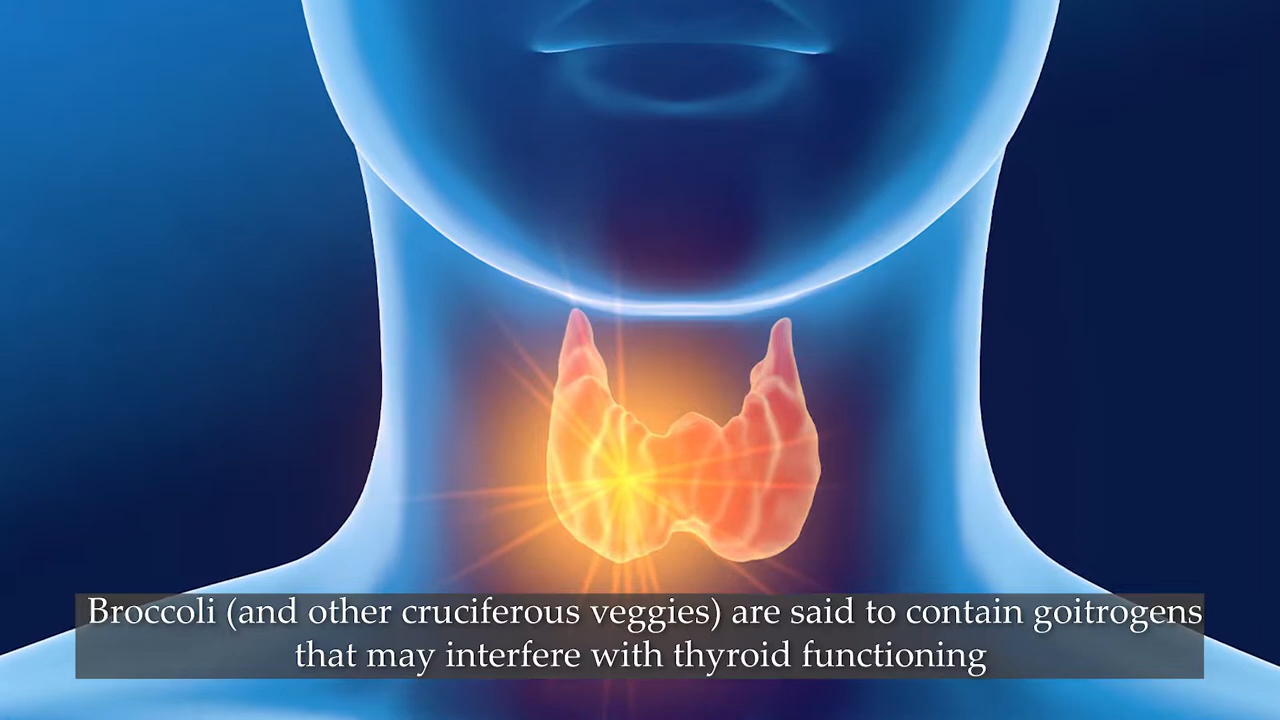 Broccoli (and other cruciferous veggies) are said to contain goitrogens
that may interfere with thyroid functioning